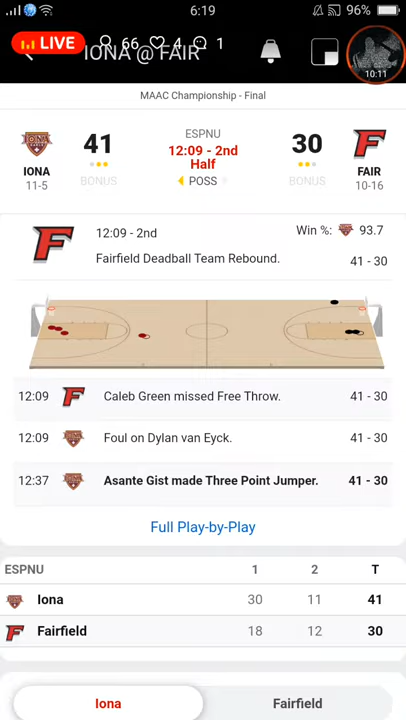 6:19
96%
LIVE
66
4
1
IONA @ FAIR
10:11
MAAC Championship - Final
IONA
11-5
41
BONUS
ESPNU
12:09 - 2nd
Half
POSS
30
BONUS
FAIR
10-16
12:09 - 2nd
Fairfield Deadball Team Rebound.
Win %: 93.7
41 - 30
12:09 Caleb Green missed Free Throw. 41 - 30
12:09 Foul on Dylan van Eyck. 41 - 30
12:37 Asante Gist made Three Point Jumper. 41 - 30
Full Play-by-Play
ESPNU 1 2 T
Iona 30 11 41
Fairfield 18 12 30
Iona Fairfield